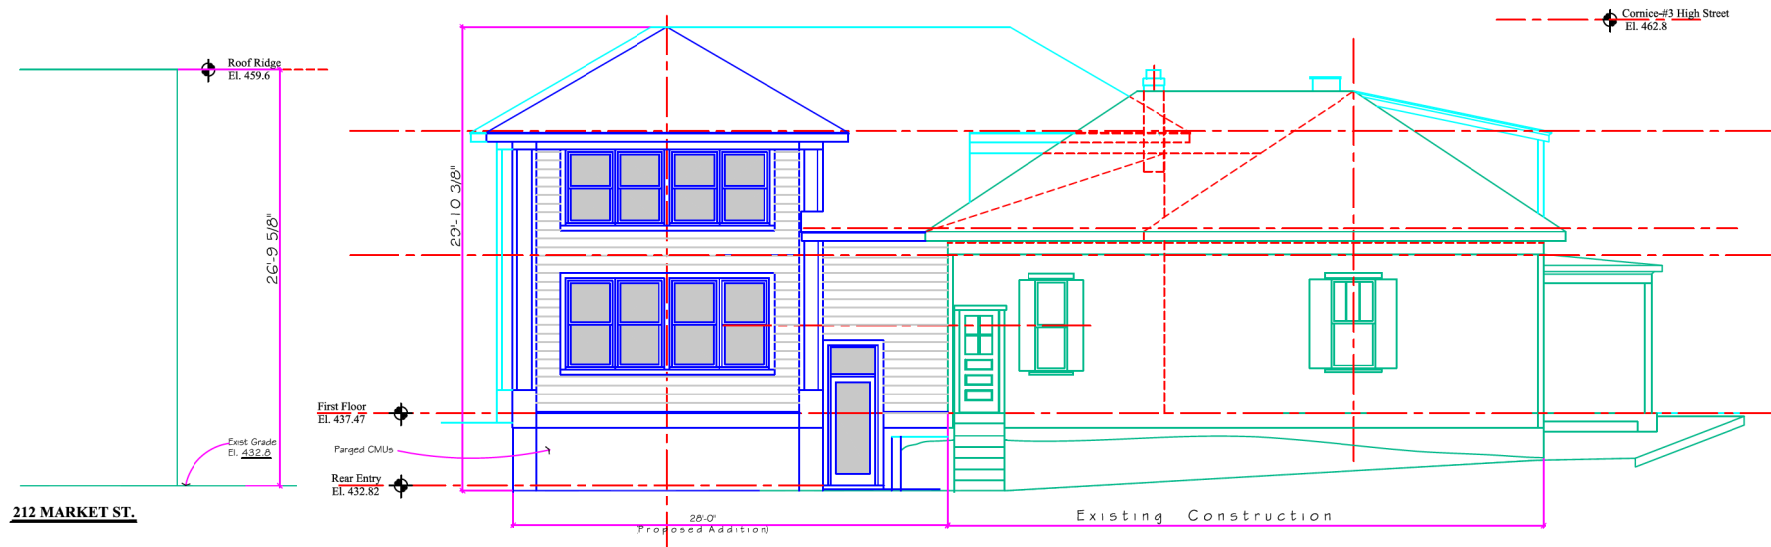 Cornice-#3 High Street
El. 462.8
Roof Ridge
El. 459.6
29'-10 3/8"
26'-9 5/8"
First Floor
El. 437.47
Exist Grade
El. 432.8
Parged CMUs
Rear Entry
El. 432.82
212 MARKET ST.
28'-0"
(Proposed Addition)
Existing Construction